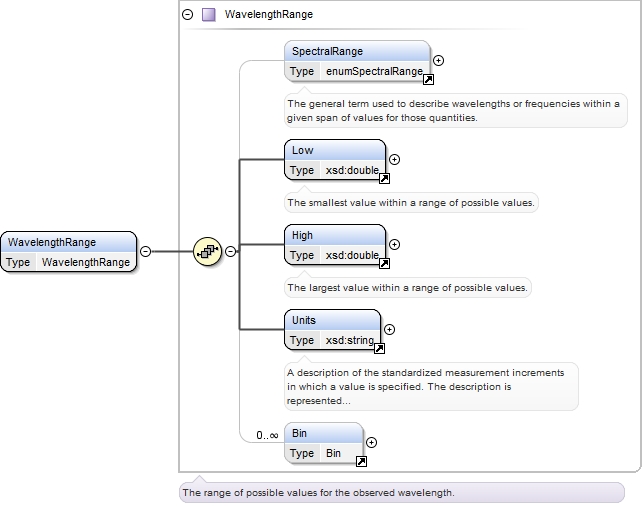 WavelengthRange
SpectralRange
Type enumSpectralRange
The general term used to describe wavelengths or frequencies within a
given span of values for those quantities.
Low
Type xsd:double
The smallest value within a range of possible values.
WavelengthRange
Type WavelengthRange
High
Type xsd:double
The largest value within a range of possible values.
Units
Type xsd:string
A description of the standardized measurement increments
in which a value is specified. The description is
represented...
0..∞
Bin
Type Bin
The range of possible values for the observed wavelength.